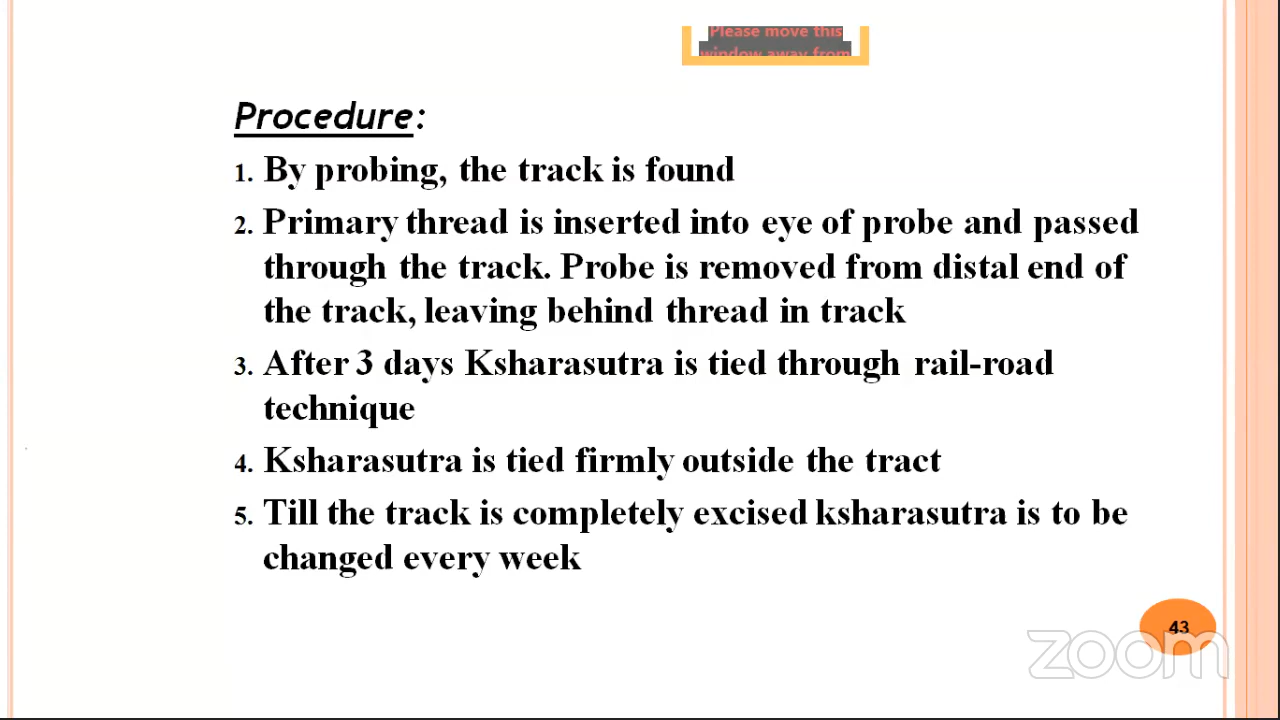 Please move this
window away from
Procedure:
1. By probing, the track is found
2. Primary thread is inserted into eye of probe and passed
through the track. Probe is removed from distal end of
the track, leaving behind thread in track
3. After 3 days Ksharasutra is tied through rail-road
technique
4. Ksharasutra is tied firmly outside the tract
5. Till the track is completely excised ksharasutra is to be
changed every week
43
zoom